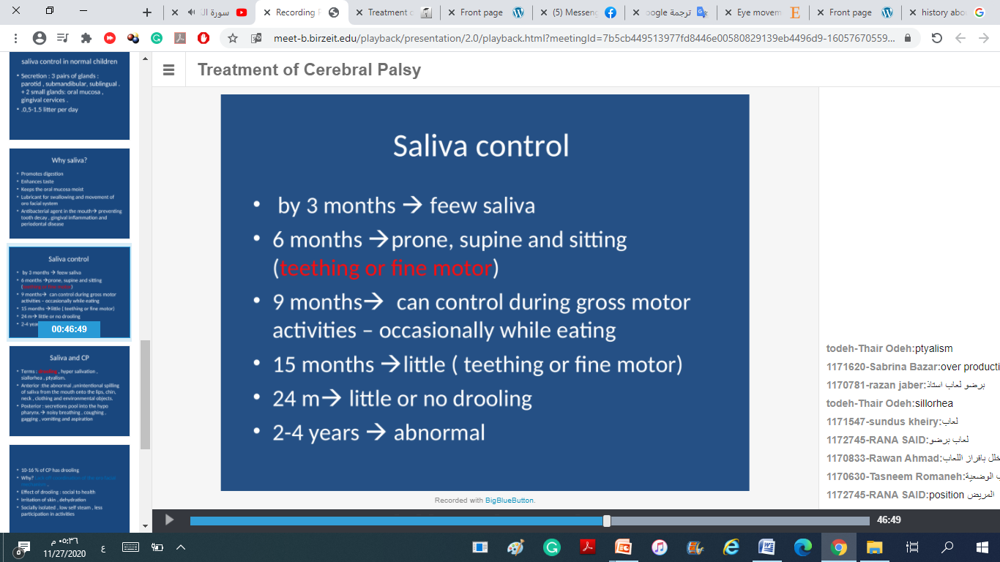 سورة ال
Recording P
Treatment o
Front page
(5) Messeng
ترجمة oogle
Eye movem
Front page
history abou
meet-b.birzeit.edu/playback/presentation/2.0/playback.html?meetingId=7b5cb449513977fd8446e00580829139eb4496d9-16057670559...
saliva control in normal children
• Secretion : 3 pairs of glands :
parotid , submandibular, sublingual .
+ 2 small glands: oral mucosa ,
gingival cervices .
• .0,5-1.5 litter per day
Why saliva?
• Promotes digestion
• Enhances taste
• Keeps the oral mucosa moist
• Lubricant for swallowing and movement of
oro facial system
• Antibacterial agent in the mouth→ preventing
tooth decay , gingival inflammation and
periodontal disease
Saliva control
• by 3 months → feew saliva
• 6 months →prone, supine and sitting
(teething or fine motor)
• 9 months→ can control during gross motor
activities – occasionally while eating
• 15 months →little ( teething or fine motor)
• 24 m→ little or no drooling
• 2-4 year
00:46:49
Saliva and CP
• Terms : , hyper salivation ,
siallorhea , ptyalism.
• Anterior :the abnormal ,unintentional spilling
of saliva from the mouth onto the lips, chin,
neck , clothing and environmental objects.
• Posterior : secretions pool into the hypo
pharynx.→ noisy breathing , coughing ,
gagging , vomiting and aspiration
• 10-16 % of CP has drooling
• Why?
• Effect of drooling : social to health
• Irritation of skin , dehydration
• Socially isolated , low self steam , less
participation in activities
Treatment of Cerebral Palsy
Saliva control
• by 3 months → feew saliva
• 6 months →prone, supine and sitting
(teething or fine motor)
• 9 months→ can control during gross motor
activities – occasionally while eating
• 15 months →little ( teething or fine motor)
• 24 m→ little or no drooling
• 2-4 years → abnormal
Recorded with BigBlueButton.
todeh-Thair Odeh:ptyalism
1171620-Sabrina Bazar:over producti
1170781-razan jaber:برضو لعاب استاذ
todeh-Thair Odeh:sillorhea
1171547-sundus kheiry:لعاب
1172745-RANA SAID:لعاب برضو
1170833-Rawan Ahmad:خلل بافراز اللعاب
1170630-Tasneem Romaneh:ب الوضعية
1172745-RANA SAID:position المريض
46:49
٠٥:٣٦ م
11/27/2020
ع